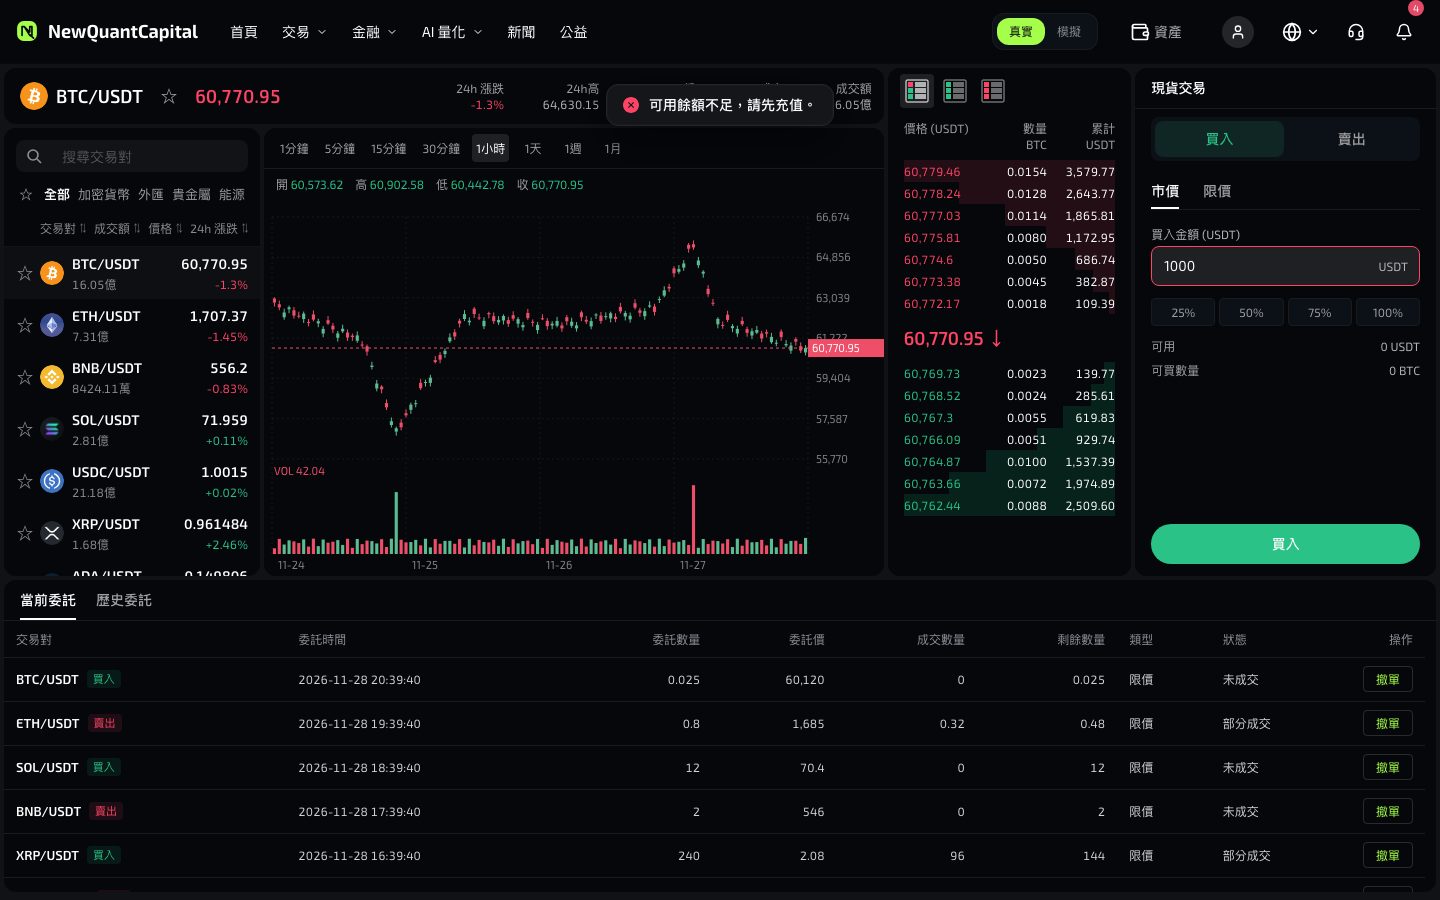 NewQuantCapital 首頁 交易 金融 AI 量化 新聞 公益 真實 模擬 資產 4
BTC/USDT 60,770.95
24h 漲跌 -1.3%
24h高 64,630.15
成交額 6.05億
可用餘額不足，請先充值。
搜尋交易對
全部 加密貨幣 外匯 貴金屬 能源
交易對 成交額 價格 24h 漲跌
BTC/USDT 60,770.95
16.05億 -1.3%
ETH/USDT 1,707.37
7.31億 -1.45%
BNB/USDT 556.2
8424.11萬 -0.83%
SOL/USDT 71.959
2.81億 +0.11%
USDC/USDT 1.0015
21.18億 +0.02%
XRP/USDT 0.961484
1.68億 +2.46%
1分鐘 5分鐘 15分鐘 30分鐘 1小時 1天 1週 1月
開 60,573.62 高 60,902.58 低 60,442.78 收 60,770.95
66,674
64,856
63,039
61,222
60,770.95
59,404
57,587
55,770
VOL 42.04
11-24 11-25 11-26 11-27
價格 (USDT) 數量 累計
BTC USDT
60,779.46 0.0154 3,579.77
60,778.24 0.0128 2,643.77
60,777.03 0.0114 1,865.81
60,775.81 0.0080 1,172.95
60,774.6 0.0050 686.74
60,773.38 0.0045 382.87
60,772.17 0.0018 109.39
60,770.95 ↓
60,769.73 0.0023 139.77
60,768.52 0.0024 285.61
60,767.3 0.0055 619.83
60,766.09 0.0051 929.74
60,764.87 0.0100 1,537.39
60,763.66 0.0072 1,974.89
60,762.44 0.0088 2,509.60
現貨交易
買入 賣出
市價 限價
買入金額 (USDT)
1000 USDT
25% 50% 75% 100%
可用 0 USDT
可買數量 0 BTC
買入
當前委託 歷史委託
交易對 委託時間 委託數量 委託價 成交數量 剩餘數量 類型 狀態 操作
BTC/USDT 買入 2026-11-28 20:39:40 0.025 60,120 0 0.025 限價 未成交 撤單
ETH/USDT 賣出 2026-11-28 19:39:40 0.8 1,685 0.32 0.48 限價 部分成交 撤單
SOL/USDT 買入 2026-11-28 18:39:40 12 70.4 0 12 限價 未成交 撤單
BNB/USDT 賣出 2026-11-28 17:39:40 2 546 0 2 限價 未成交 撤單
XRP/USDT 買入 2026-11-28 16:39:40 240 2.08 96 144 限價 部分成交 撤單